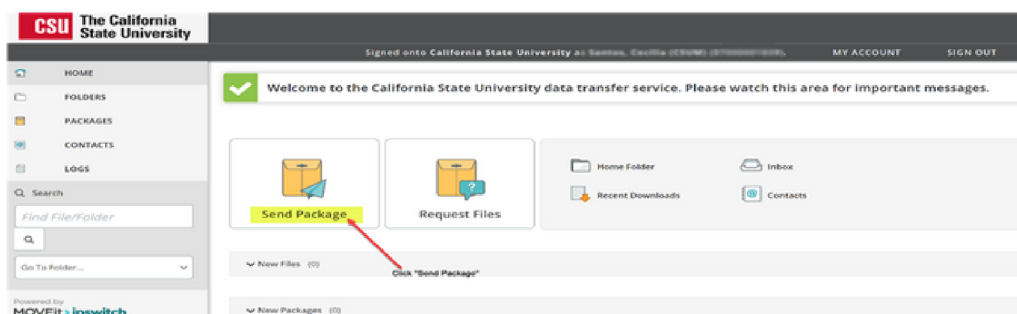 CSU The California
State University
Signed onto California State University as
MY ACCOUNT
SIGN OUT
HOME
FOLDERS
PACKAGES
CONTACTS
LOGS
Search
Find File/Folder
Go To Folder...
Powered by
MOVEit ipswitch
Welcome to the California State University data transfer service. Please watch this area for important messages.
Send Package
Request Files
Home Folder
Inbox
Recent Downloads
Contacts
New Files (0)
Click "Send Package"
New Packages (0)